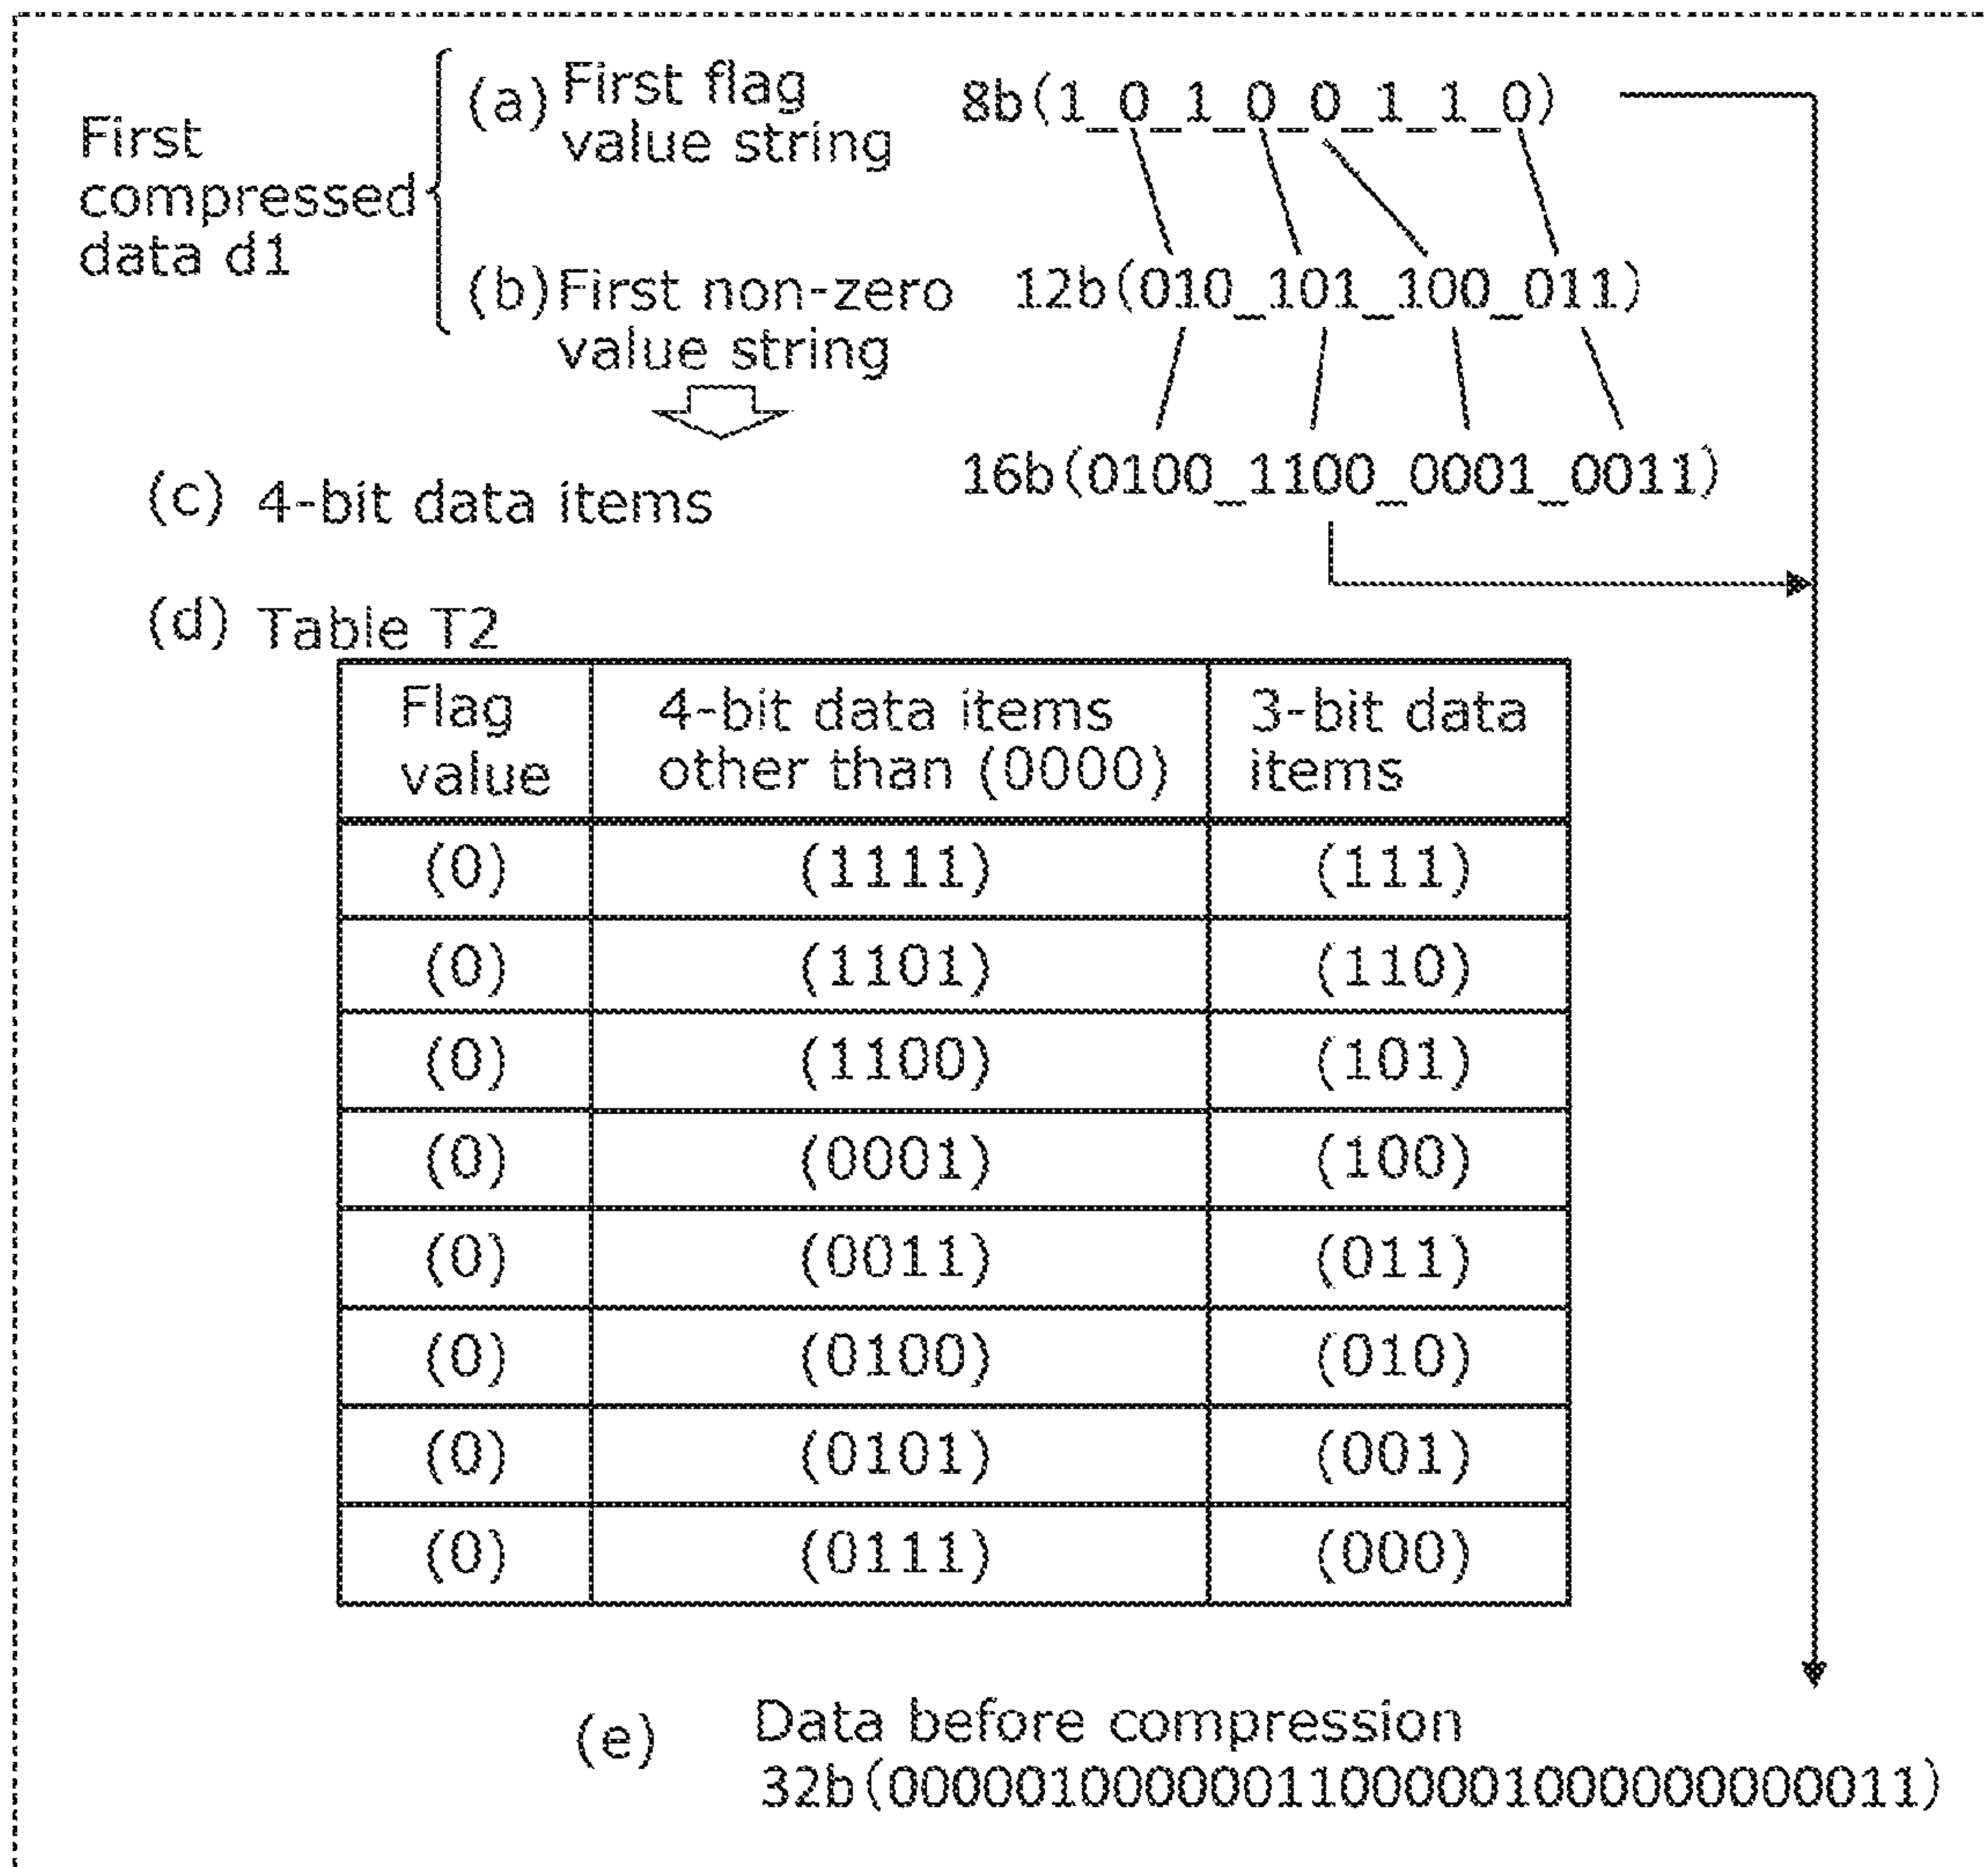 First
compressed
data d1
(a) First flag
value string
8b(1_0_1_0_0_1_1_0)
(b) First non-zero
value string
12b(010_101_100_011)
(c) 4-bit data items
16b(0100_1100_0001_0011)
(d) Table T2
Flag value | 4-bit data items other than (0000) | 3-bit data items
(0) (1111) (111)
(0) (1101) (110)
(0) (1100) (101)
(0) (0001) (100)
(0) (0011) (011)
(0) (0100) (010)
(0) (0101) (001)
(0) (0111) (000)
(e) Data before compression
32b(00000100000011000001000000000011)